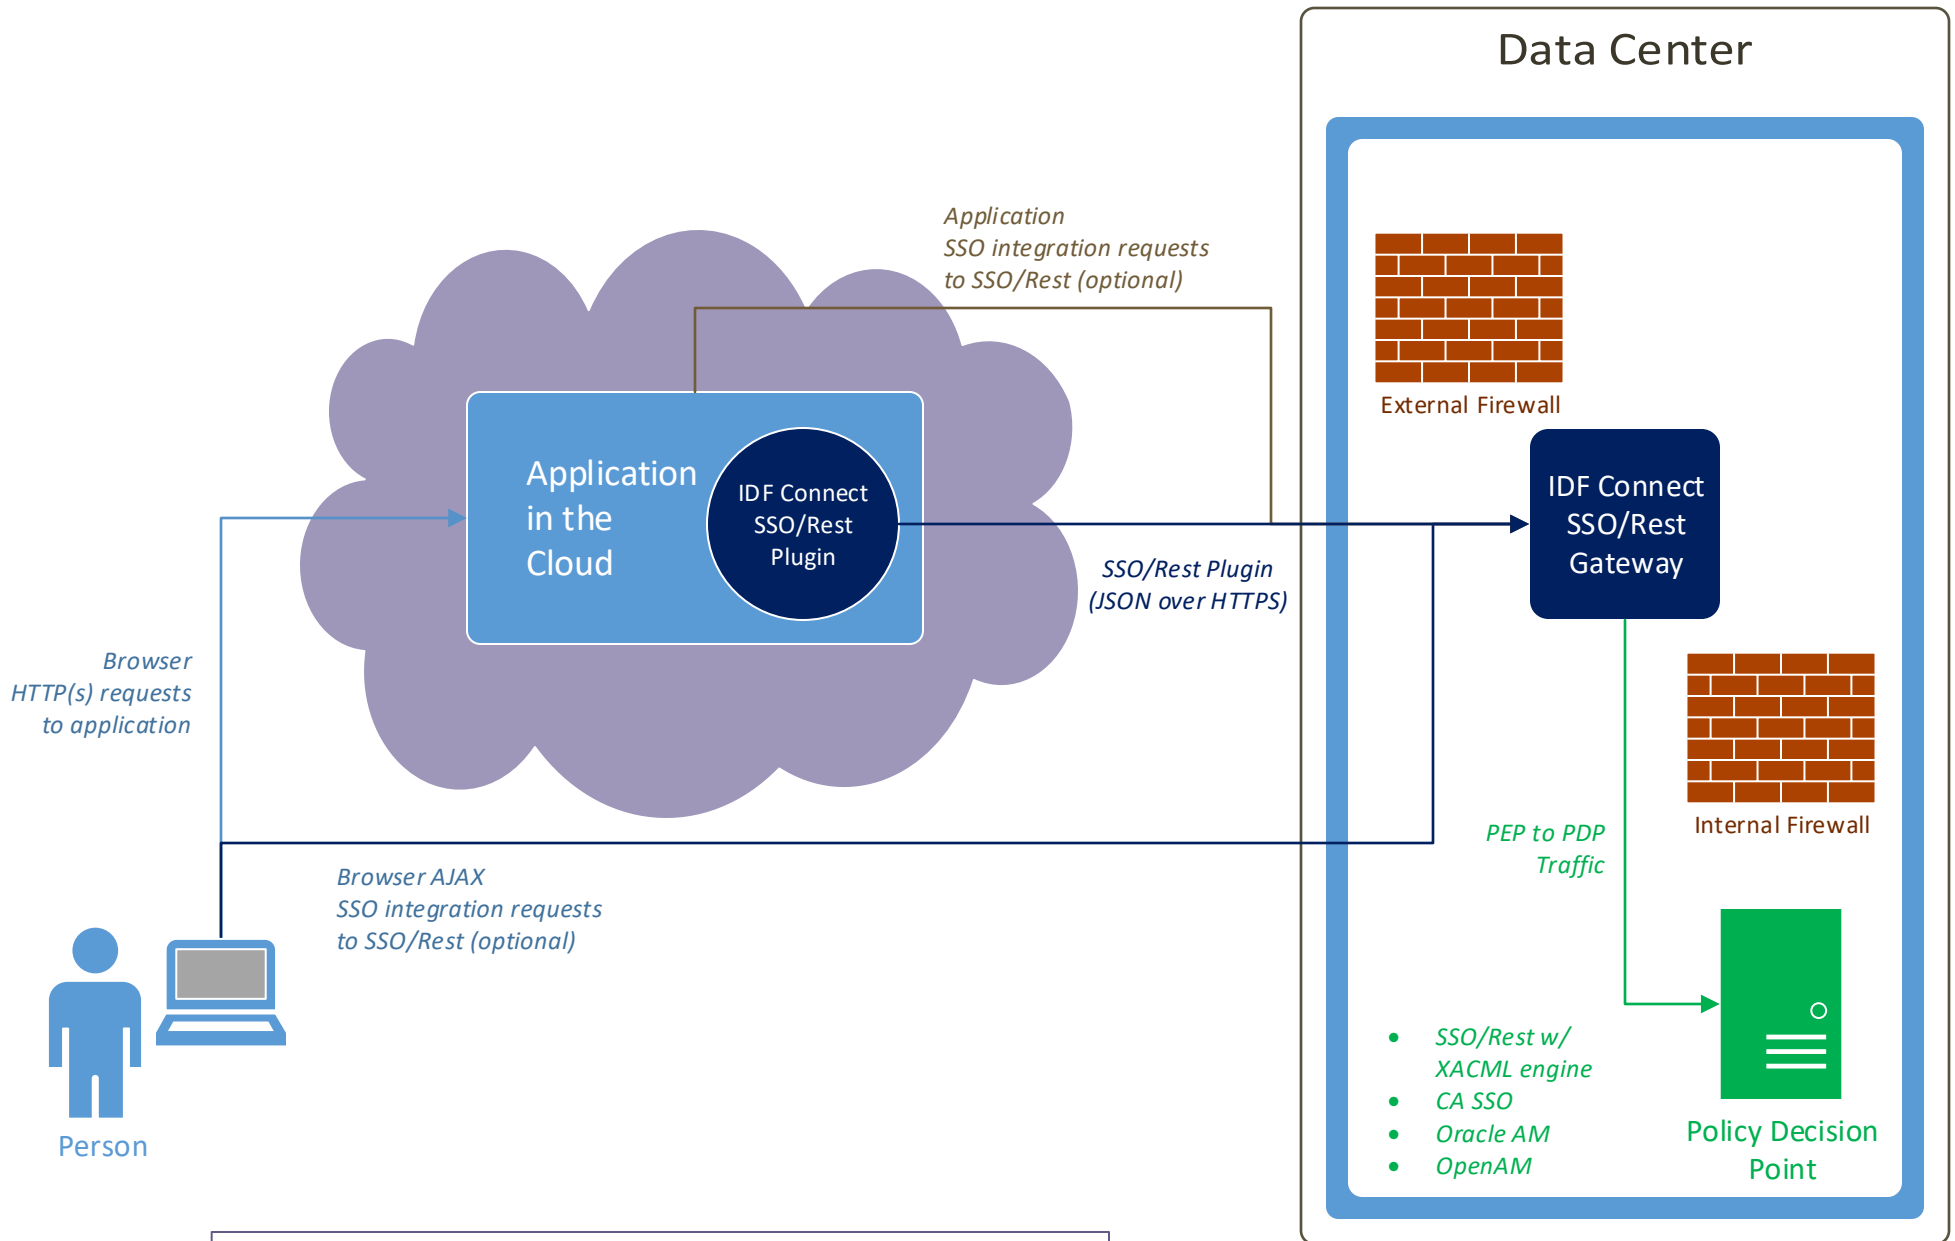 Data Center
Application
SSO integration requests
to SSO/Rest (optional)
External Firewall
Application
in the
Cloud
IDF Connect
SSO/Rest
Plugin
IDF Connect
SSO/Rest
Gateway
SSO/Rest Plugin
(JSON over HTTPS)
Browser
HTTP(s) requests
to application
Internal Firewall
PEP to PDP
Traffic
Browser AJAX
SSO integration requests
to SSO/Rest (optional)
Person
• SSO/Rest w/
XACML engine
• CA SSO
• Oracle AM
• OpenAM
Policy Decision
Point